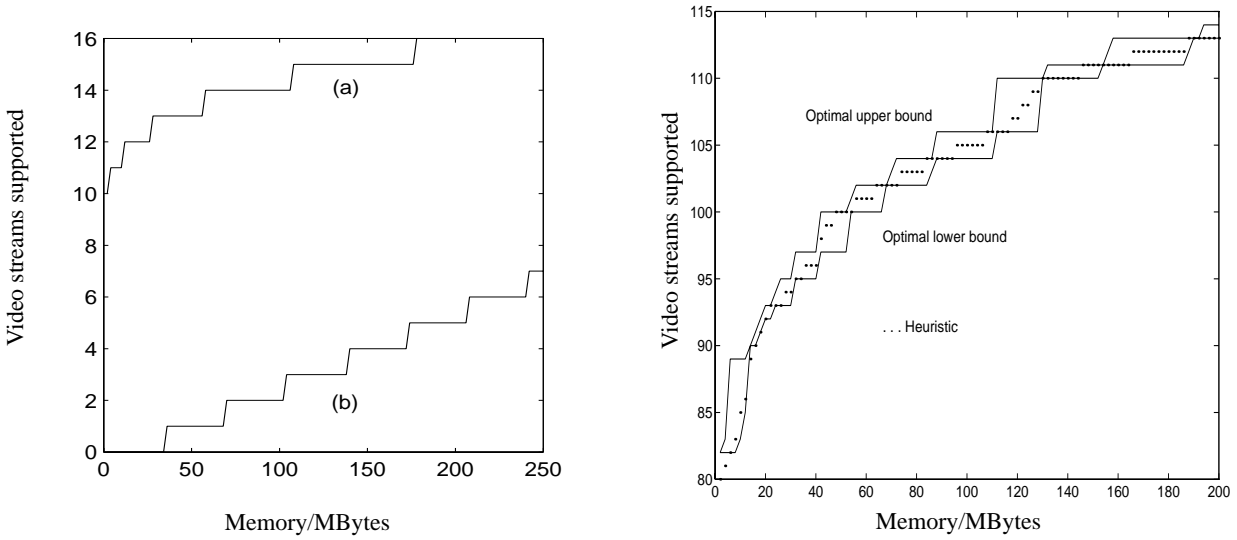 Video streams supported
16
14
12
10
8
6
4
2
0
(a)
(b)
0 50 100 150 200 250
Memory/MBytes
Video streams supported
115
110
105
100
95
90
85
80
Optimal upper bound
Optimal lower bound
. . . Heuristic
0 20 40 60 80 100 120 140 160 180 200
Memory/MBytes